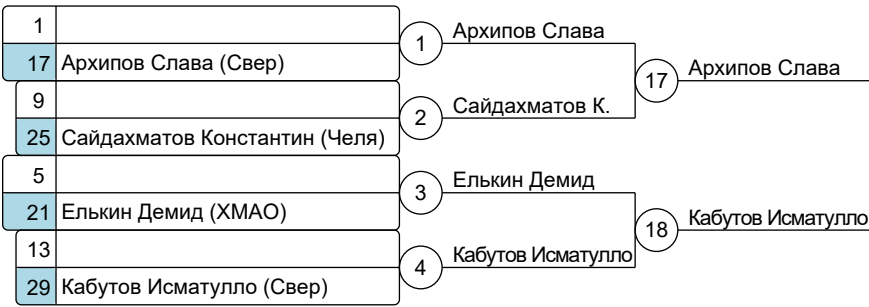 1
17 Архипов Слава (Свер)
1
Архипов Слава
9
25 Сайдахматов Константин (Челя)
2
Сайдахматов К.
17
Архипов Слава
5
21 Елькин Демид (ХМАО)
3
Елькин Демид
13
29 Кабутов Исматулло (Свер)
4
Кабутов Исматулло
18
Кабутов Исматулло